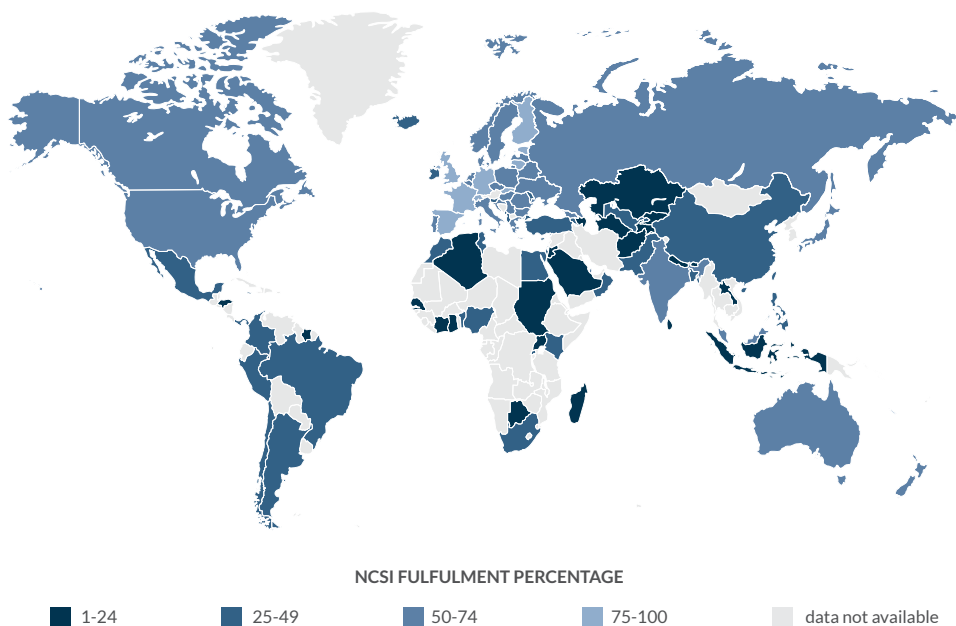 NCSI FULFULMENT PERCENTAGE
1-24
25-49
50-74
75-100
data not available